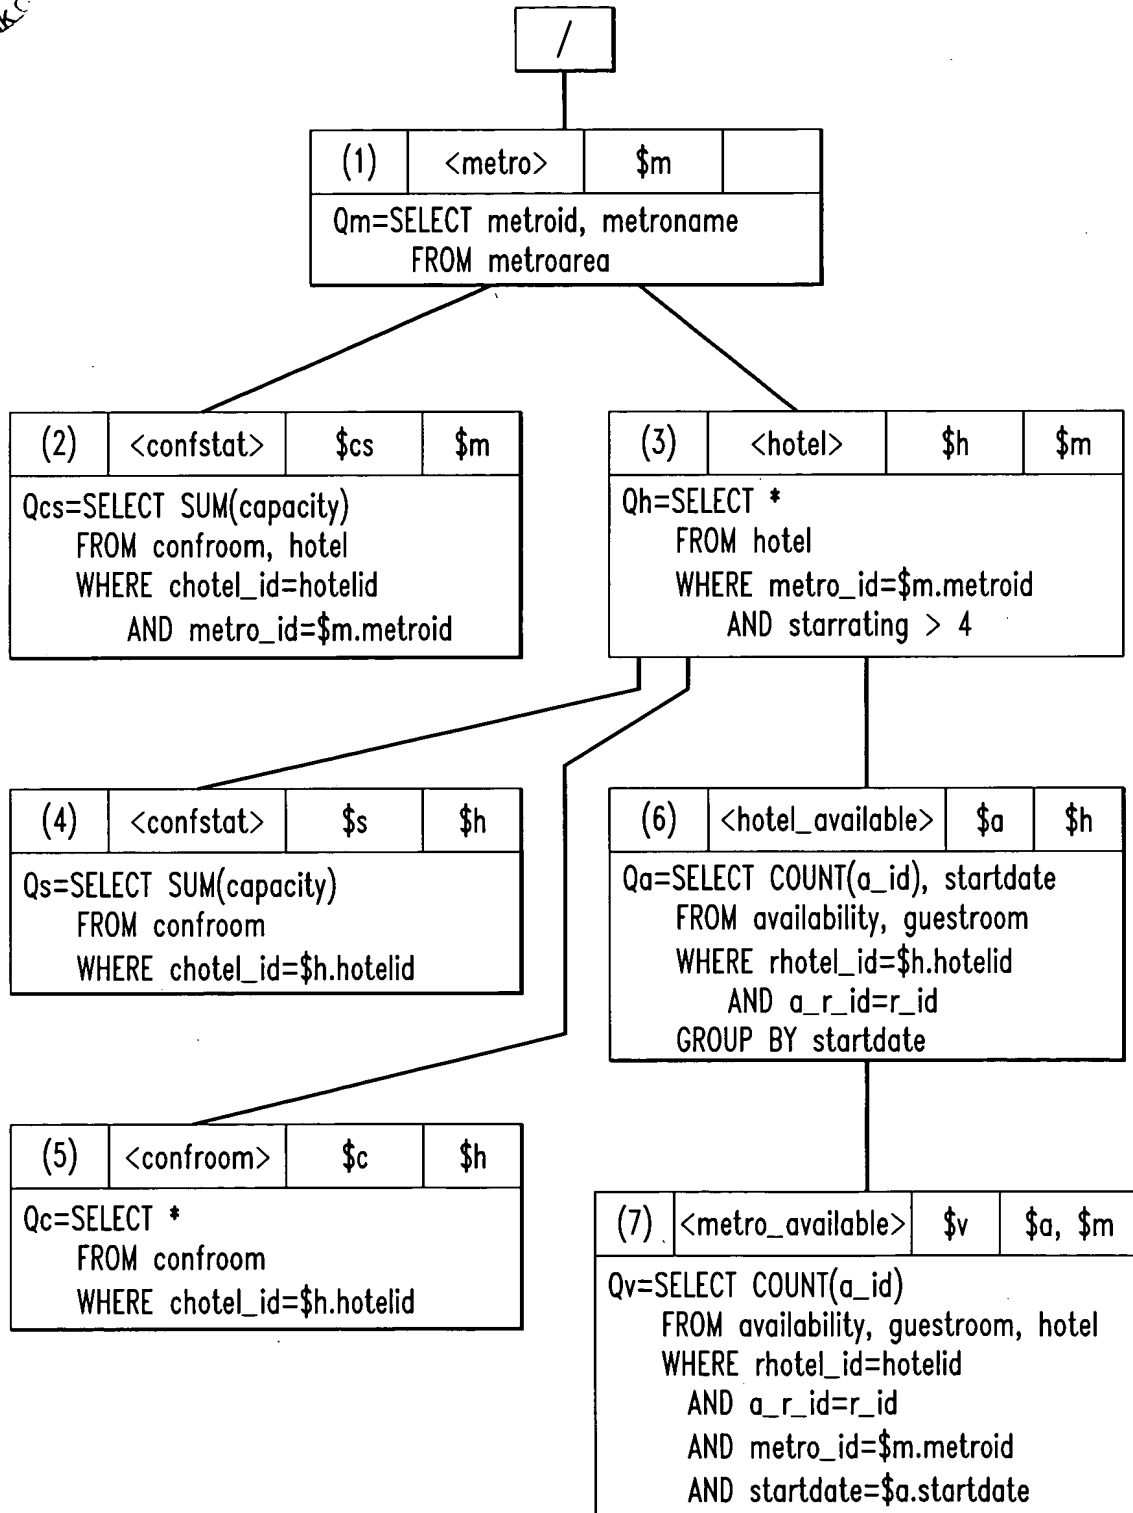 /
(1) <metro> $m
Qm=SELECT metroid, metroname
FROM metroarea
(2) <confstat> $cs $m
Qcs=SELECT SUM(capacity)
FROM confroom, hotel
WHERE chotel_id=hotelid
AND metro_id=$m.metroid
(3) <hotel> $h $m
Qh=SELECT *
FROM hotel
WHERE metro_id=$m.metroid
AND starrating > 4
(4) <confstat> $s $h
Qs=SELECT SUM(capacity)
FROM confroom
WHERE chotel_id=$h.hotelid
(6) <hotel_available> $a $h
Qa=SELECT COUNT(a_id), startdate
FROM availability, guestroom
WHERE rhotel_id=$h.hotelid
AND a_r_id=r_id
GROUP BY startdate
(5) <confroom> $c $h
Qc=SELECT *
FROM confroom
WHERE chotel_id=$h.hotelid
(7) <metro_available> $v $a, $m
Qv=SELECT COUNT(a_id)
FROM availability, guestroom, hotel
WHERE rhotel_id=hotelid
AND a_r_id=r_id
AND metro_id=$m.metroid
AND startdate=$a.startdate